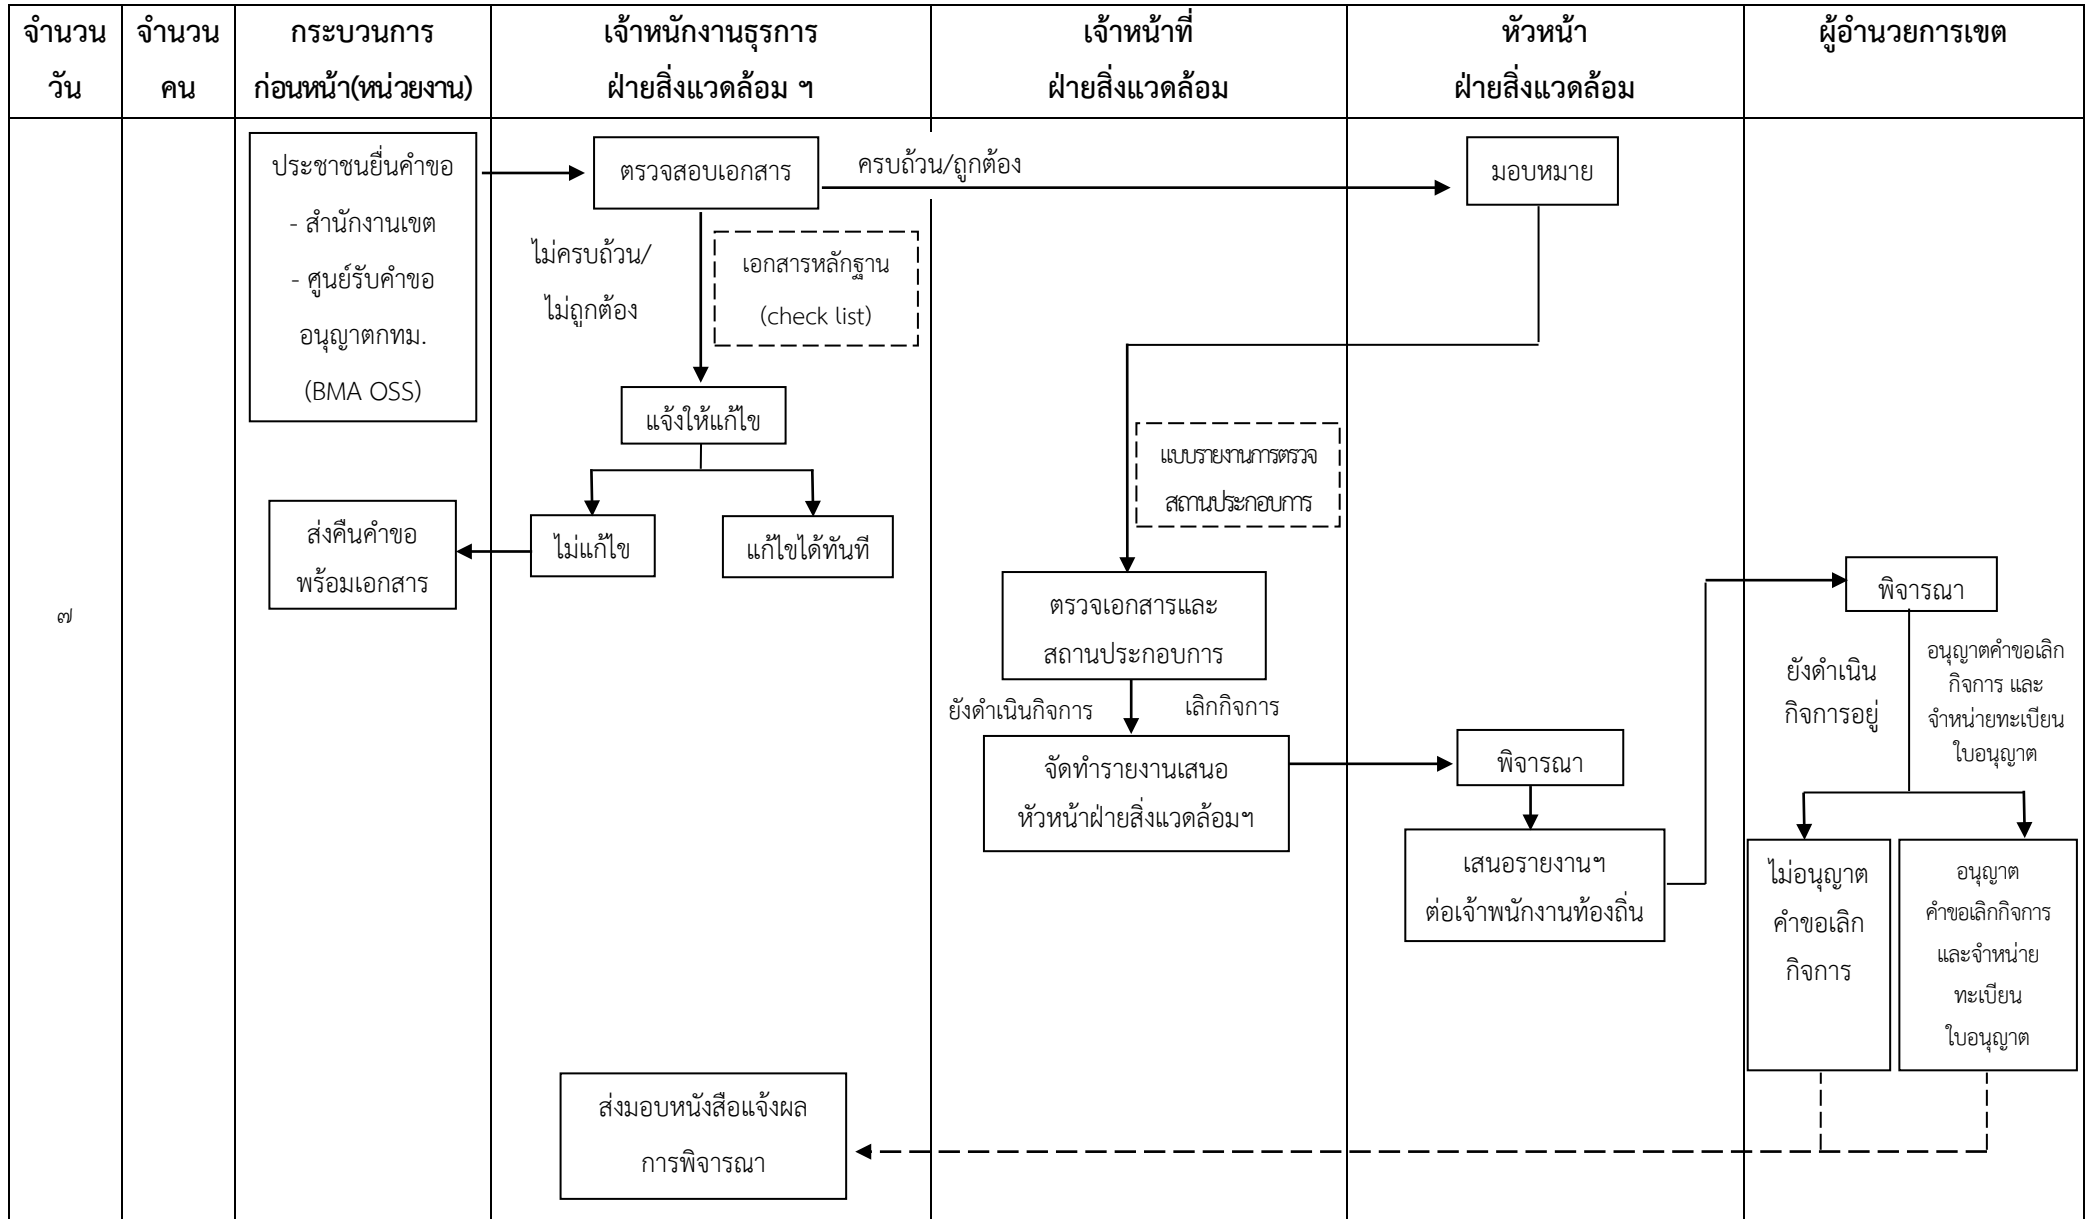 จำนวน
วัน
จำนวน
คน
กระบวนการ
ก่อนหน้า(หน่วยงาน)
เจ้าหนักงานธุรการ
ฝ่ายสิ่งแวดล้อม ฯ
เจ้าหน้าที่
ฝ่ายสิ่งแวดล้อม
หัวหน้า
ฝ่ายสิ่งแวดล้อม
ผู้อำนวยการเขต
ประชาชนยื่นคำขอ
- สำนักงานเขต
- ศูนย์รับคำขอ
อนุญาตกทม.
(BMA OSS)
ตรวจสอบเอกสาร
ครบถ้วน/ถูกต้อง
มอบหมาย
ไม่ครบถ้วน/
ไม่ถูกต้อง
เอกสารหลักฐาน
(check list)
แจ้งให้แก้ไข
แบบรายงานการตรวจ
สถานประกอบการ
ส่งคืนคำขอ
พร้อมเอกสาร
ไม่แก้ไข
แก้ไขได้ทันที
๗
ตรวจเอกสารและ
สถานประกอบการ
พิจารณา
ยังดำเนิน
กิจการอยู่
อนุญาตคำขอเลิก
กิจการ และ
จำหน่ายทะเบียน
ใบอนุญาต
ยังดำเนินกิจการ
เลิกกิจการ
จัดทำรายงานเสนอ
หัวหน้าฝ่ายสิ่งแวดล้อมฯ
พิจารณา
เสนอรายงานฯ
ต่อเจ้าพนักงานท้องถิ่น
ไม่อนุญาต
คำขอเลิก
กิจการ
อนุญาต
คำขอเลิกกิจการ
และจำหน่าย
ทะเบียน
ใบอนุญาต
ส่งมอบหนังสือแจ้งผล
การพิจารณา